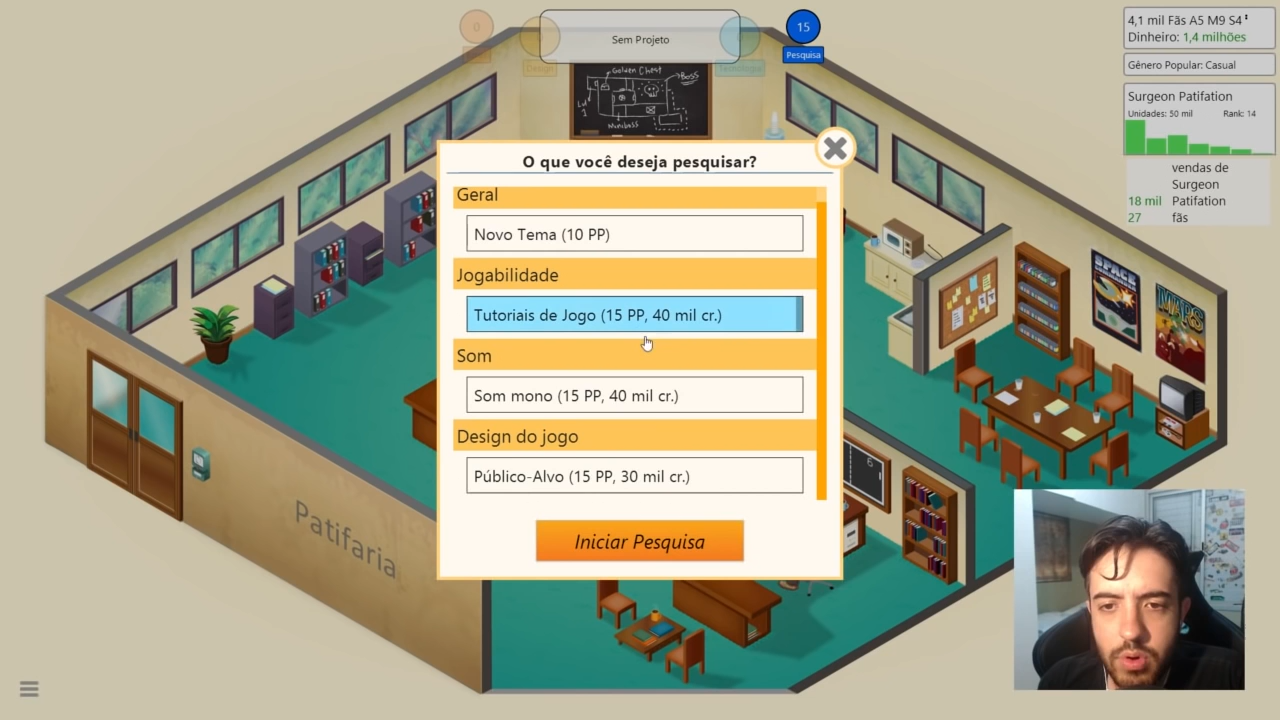 0
Sem Projeto
15
Design
Tecnologia
Pesquisa
4,1 mil Fãs A5 M9 S4
Dinheiro: 1,4 milhões
Gênero Popular: Casual
Surgeon Patifation
Unidades: 50 mil Rank: 14
18 mil vendas de
Surgeon
Patifation
27 fãs
Golden Chest
BOSS
Lvl
1
Miniboss
O que você deseja pesquisar?
Geral
Novo Tema (10 PP)
Jogabilidade
Tutoriais de Jogo (15 PP, 40 mil cr.)
Som
Som mono (15 PP, 40 mil cr.)
Design do jogo
Público-Alvo (15 PP, 30 mil cr.)
Iniciar Pesquisa
SPACE
MARS
6
Patifaria